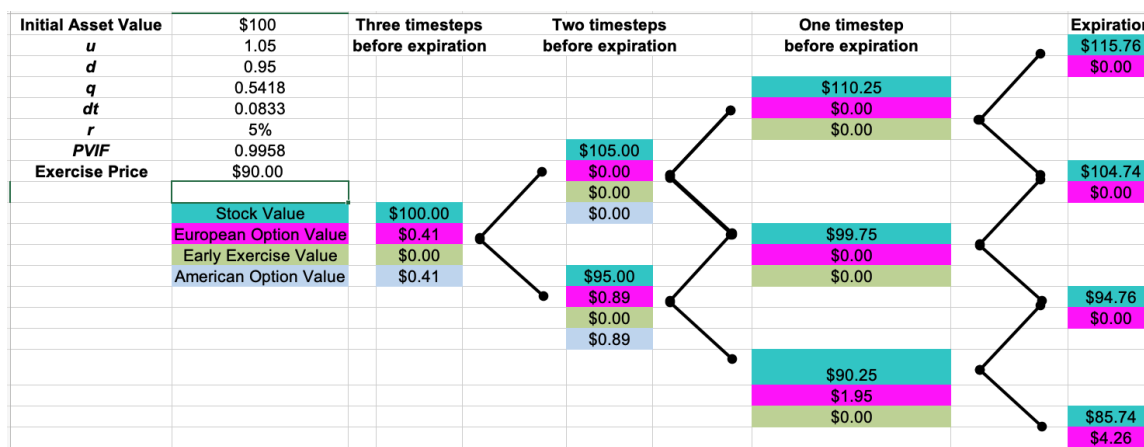 Initial Asset Value $100 Three timesteps Two timesteps One timestep Expiration
u 1.05 before expiration before expiration before expiration $115.76
d 0.95 $0.00
q 0.5418 $110.25
dt 0.0833 $0.00
r 5% $0.00
PVIF 0.9958 $105.00
Exercise Price $90.00 $0.00 $104.74
$0.00 $0.00
Stock Value $100.00 $0.00
European Option Value $0.41 $99.75
Early Exercise Value $0.00 $0.00
American Option Value $0.41 $95.00 $0.00
$0.89 $94.76
$0.00 $0.00
$0.89
$90.25
$1.95
$0.00 $85.74
$4.26